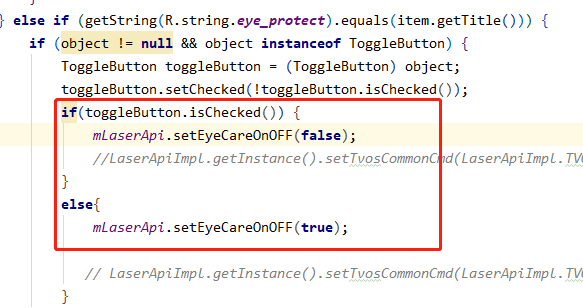 } else if (getString(R.string.eye_protect).equals(item.getTitle())) {
if (object != null && object instanceof ToggleButton) {
ToggleButton toggleButton = (ToggleButton) object;
toggleButton.setChecked(!toggleButton.isChecked());
if(toggleButton.isChecked()) {
mLaserApi.setEyeCareOnOFF(false);
//LaserApiImpl.getInstance().setTvosCommonCmd(LaserApiImpl.TVO
}
else{
mLaserApi.setEyeCareOnOFF(true);
// LaserApiImpl.getInstance().setTvosCommonCmd(LaserApiImpl.TVO
}